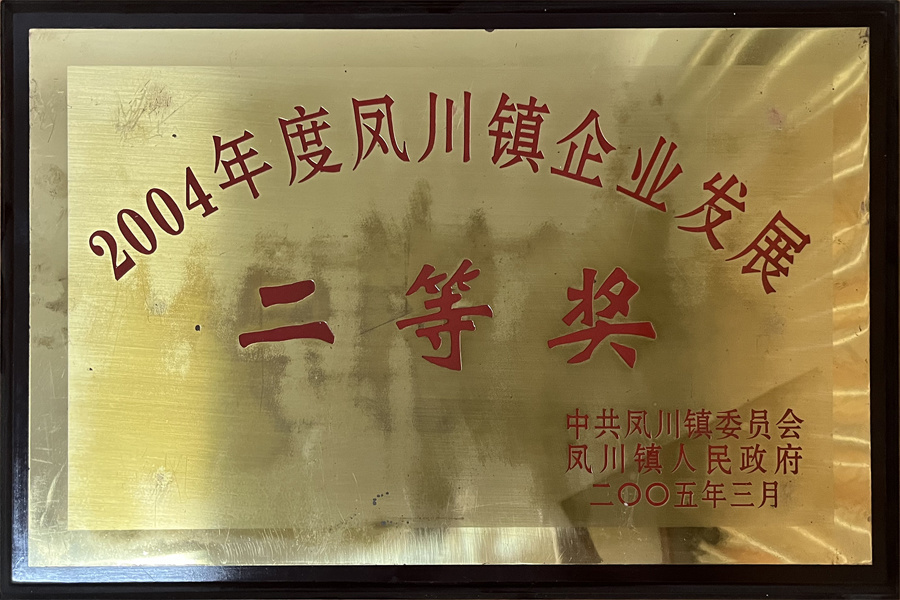 2004年度凤川镇企业发展
二等奖
中共凤川镇委员会
凤川镇人民政府
二〇〇五年三月